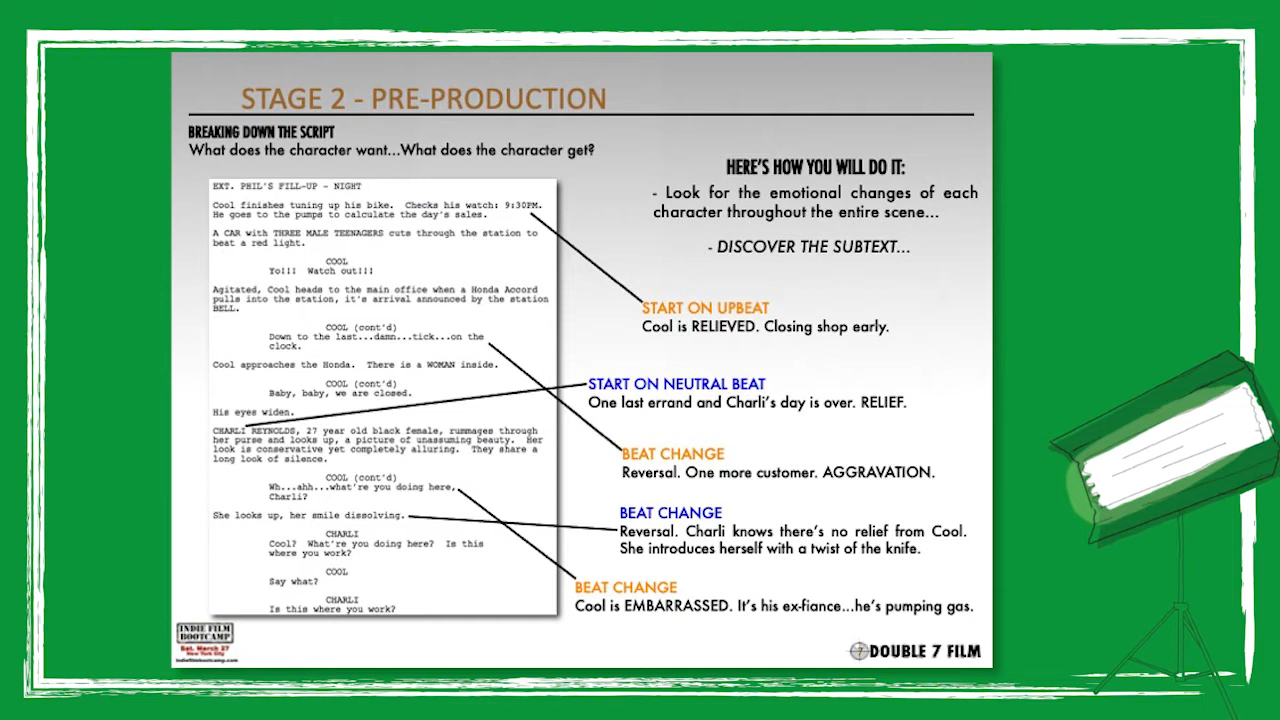 STAGE 2 - PRE-PRODUCTION
BREAKING DOWN THE SCRIPT
What does the character want...What does the character get?
EXT. PHIL'S FILL-UP - NIGHT
Cool finishes tuning up his bike. Checks his watch: 9:30PM.
He goes to the pumps to calculate the day's sales.
A CAR with THREE MALE TEENAGERS cuts through the station to
beat a red light.
COOL
Yo!!! Watch out!!!
Agitated, Cool heads to the main office when a Honda Accord
pulls into the station, it's arrival announced by the station
BELL.
COOL (cont'd)
Down to the last...damn...tick...on the
clock.
Cool approaches the Honda. There is a WOMAN inside.
COOL (cont'd)
Baby, baby, we are closed.
His eyes widen.
CHARLI REYNOLDS, 27 year old black female, rummages through
her purse and looks up, a picture of unassuming beauty. Her
look is conservative yet completely alluring. They share a
long look of silence.
COOL (cont'd)
Wh...ahh...what're you doing here,
Charli?
She looks up, her smile dissolving.
CHARLI
Cool? What're you doing here? Is this
where you work?
COOL
Say what?
CHARLI
Is this where you work?
HERE'S HOW YOU WILL DO IT:
- Look for the emotional changes of each
character throughout the entire scene...
- DISCOVER THE SUBTEXT...
START ON UPBEAT
Cool is RELIEVED. Closing shop early.
START ON NEUTRAL BEAT
One last errand and Charli's day is over. RELIEF.
BEAT CHANGE
Reversal. One more customer. AGGRAVATION.
BEAT CHANGE
Reversal. Charli knows there's no relief from Cool.
She introduces herself with a twist of the knife.
BEAT CHANGE
Cool is EMBARRASSED. It's his ex-fiance...he's pumping gas.
INDIE FILM
BOOTCAMP
Sat. March 27
New York City
indiefilmbootcamp.com
DOUBLE 7 FILM